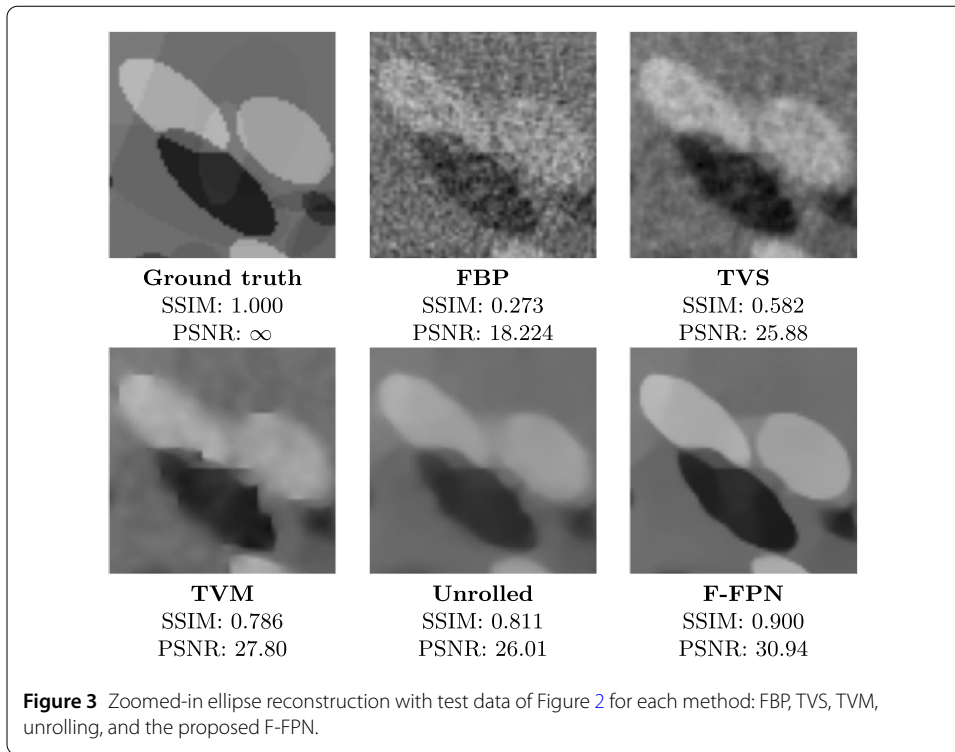 Ground truth
SSIM: 1.000
PSNR: ∞
FBP
SSIM: 0.273
PSNR: 18.224
TVS
SSIM: 0.582
PSNR: 25.88
TVM
SSIM: 0.786
PSNR: 27.80
Unrolled
SSIM: 0.811
PSNR: 26.01
F-FPN
SSIM: 0.900
PSNR: 30.94
Figure 3 Zoomed-in ellipse reconstruction with test data of Figure 2 for each method: FBP, TVS, TVM,
unrolling, and the proposed F-FPN.